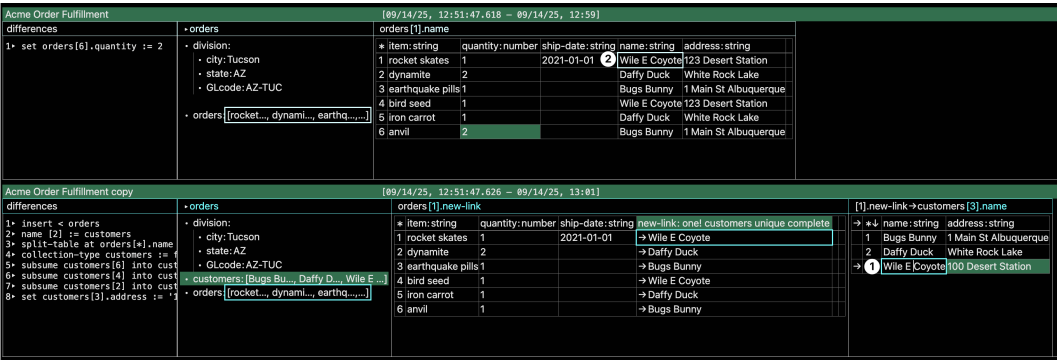 Acme Order Fulfillment [09/14/25, 12:51:47.618 – 09/14/25, 12:59]
differences
1▸ set orders[6].quantity := 2
▸orders
• division:
• city:Tucson
• state:AZ
• GLcode:AZ-TUC
• orders:[rocket..., dynami..., earthq...,...]
orders[1].name
* item:string quantity:number ship-date:string name:string address:string
1 rocket skates 1 2021-01-01 2 Wile E Coyote 123 Desert Station
2 dynamite 2 Daffy Duck White Rock Lake
3 earthquake pills 1 Bugs Bunny 1 Main St Albuquerque
4 bird seed 1 Wile E Coyote 123 Desert Station
5 iron carrot 1 Daffy Duck White Rock Lake
6 anvil 2 Bugs Bunny 1 Main St Albuquerque
Acme Order Fulfillment copy [09/14/25, 12:51:47.626 – 09/14/25, 13:01]
differences
1▸ insert < orders
2▸ name [2] := customers
3▸ split-table at orders[*].name
4▸ collection-type customers := f
5▸ subsume customers[6] into cust
6▸ subsume customers[4] into cust
7▸ subsume customers[2] into cust
8▸ set customers[3].address := '1
▸orders
• division:
• city:Tucson
• state:AZ
• GLcode:AZ-TUC
• customers:[Bugs Bu..., Daffy D..., Wile E ...]
• orders:[rocket..., dynami..., earthq...,...]
orders[1].new-link
* item:string quantity:number ship-date:string new-link: one! customers unique complete
1 rocket skates 1 2021-01-01 →Wile E Coyote
2 dynamite 2 →Daffy Duck
3 earthquake pills 1 →Bugs Bunny
4 bird seed 1 →Wile E Coyote
5 iron carrot 1 →Daffy Duck
6 anvil 1 →Bugs Bunny
[1].new-link→customers[3].name
→ *↓ name:string address:string
1 Bugs Bunny 1 Main St Albuquerque
2 Daffy Duck White Rock Lake
→ 1 Wile E Coyote 100 Desert Station